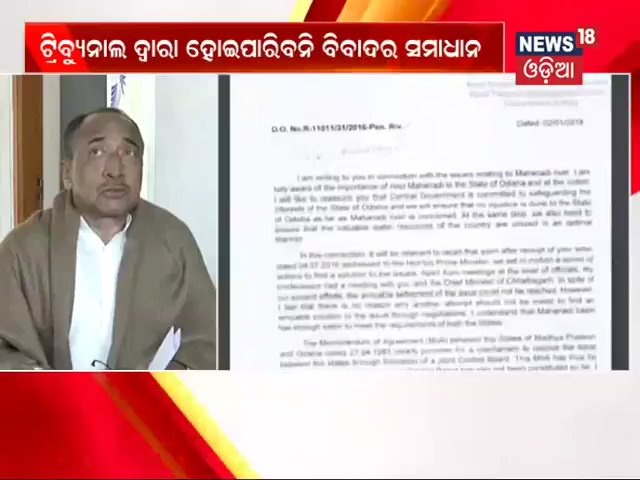 ଟ୍ରିବ୍ୟୁନାଲ ଦ୍ୱାରା ହୋଇପାରିବନି ବିବାଦର ସମାଧାନ
NEWS18
ଓଡ଼ିଆ
D.O. No.R-11011/31/2016-Pen. Riv.
Dated: 02/01/2018
I am writing to you in connection with the issues relating to Mahanadi river. I am
fully aware of the importance of river Mahanadi to the State of Odisha and at the outset,
I will like to reassure you that Central Government is committed to safeguarding the
interests of the State of Odisha and we will ensure that no injustice is done to the State
of Odisha as far as Mahanadi river is concerned. At the same time, we also need to
ensure that the valuable water resources of the country are utilized in an optimal
manner.
In this connection, it will be relevant to recall that soon after receipt of your letter
dated 04.07.2016 addressed to the Hon'ble Prime Minister, we set in motion a series of
actions to find a solution to the issues. Apart from meetings at the level of officials, my
predecessor had a meeting with you and the Chief Minister of Chhatisgarh. In spite of
our sincere efforts, the amicable settlement of the issue could not be reached. However,
I feel that there is no reason why another attempt should not be made to find an
amicable solution to the issue through negotiations. I understand that Mahanadi basin
has enough water to meet the requirements of both the States.
The Memorandum of Agreement (MoA) between the States of Madhya Pradesh
and Odisha dated 27.04.1983 clearly provides for a mechanism to resolve the issue
between the states through formation of a Joint Control Board. This MoA has thus far